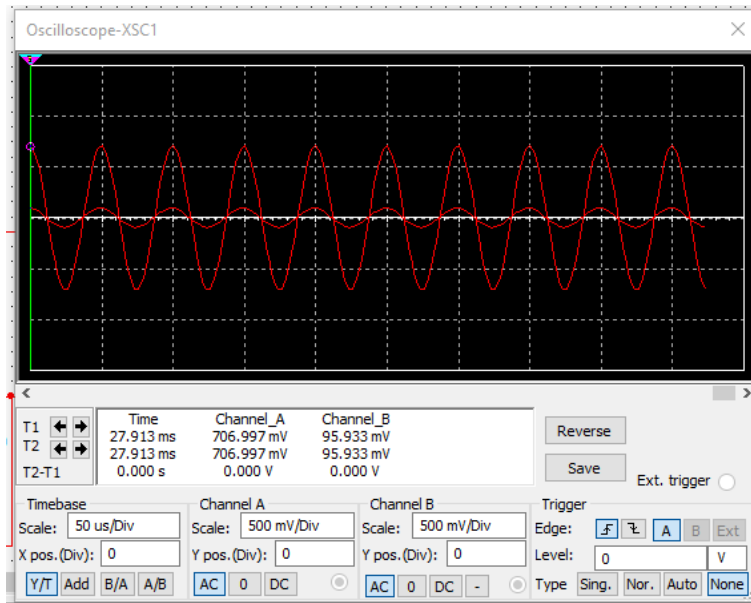 Oscilloscope-XSC1
T1
T2
T2-T1
Time Channel_A Channel_B
27.913 ms 706.997 mV 95.933 mV
27.913 ms 706.997 mV 95.933 mV
0.000 s 0.000 V 0.000 V
Reverse
Save
Ext. trigger
Timebase
Scale: 50 us/Div
X pos.(Div): 0
Y/T Add B/A A/B
Channel A
Scale: 500 mV/Div
Y pos.(Div): 0
AC 0 DC
Channel B
Scale: 500 mV/Div
Y pos.(Div): 0
AC 0 DC -
Trigger
Edge: A B Ext
Level: 0 V
Type Sing. Nor. Auto None